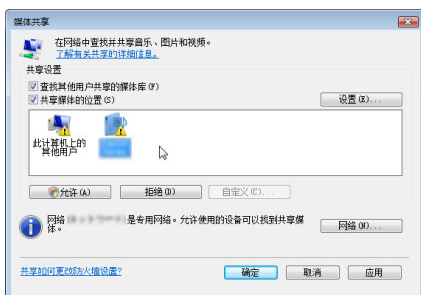 媒体共享
在网络中查找并共享音乐、图片和视频。
了解有关共享的详细信息。
共享设置
查找其他用户共享的媒体库(F)
共享媒体的位置(S)
设置(E)...
此计算机上的
其他用户
允许(A)
拒绝(D)
自定义(C)...
网络 是专用网络。允许使用的设备可以找到共享媒
体。
网络(N)...
共享如何更改防火墙设置?
确定
取消
应用